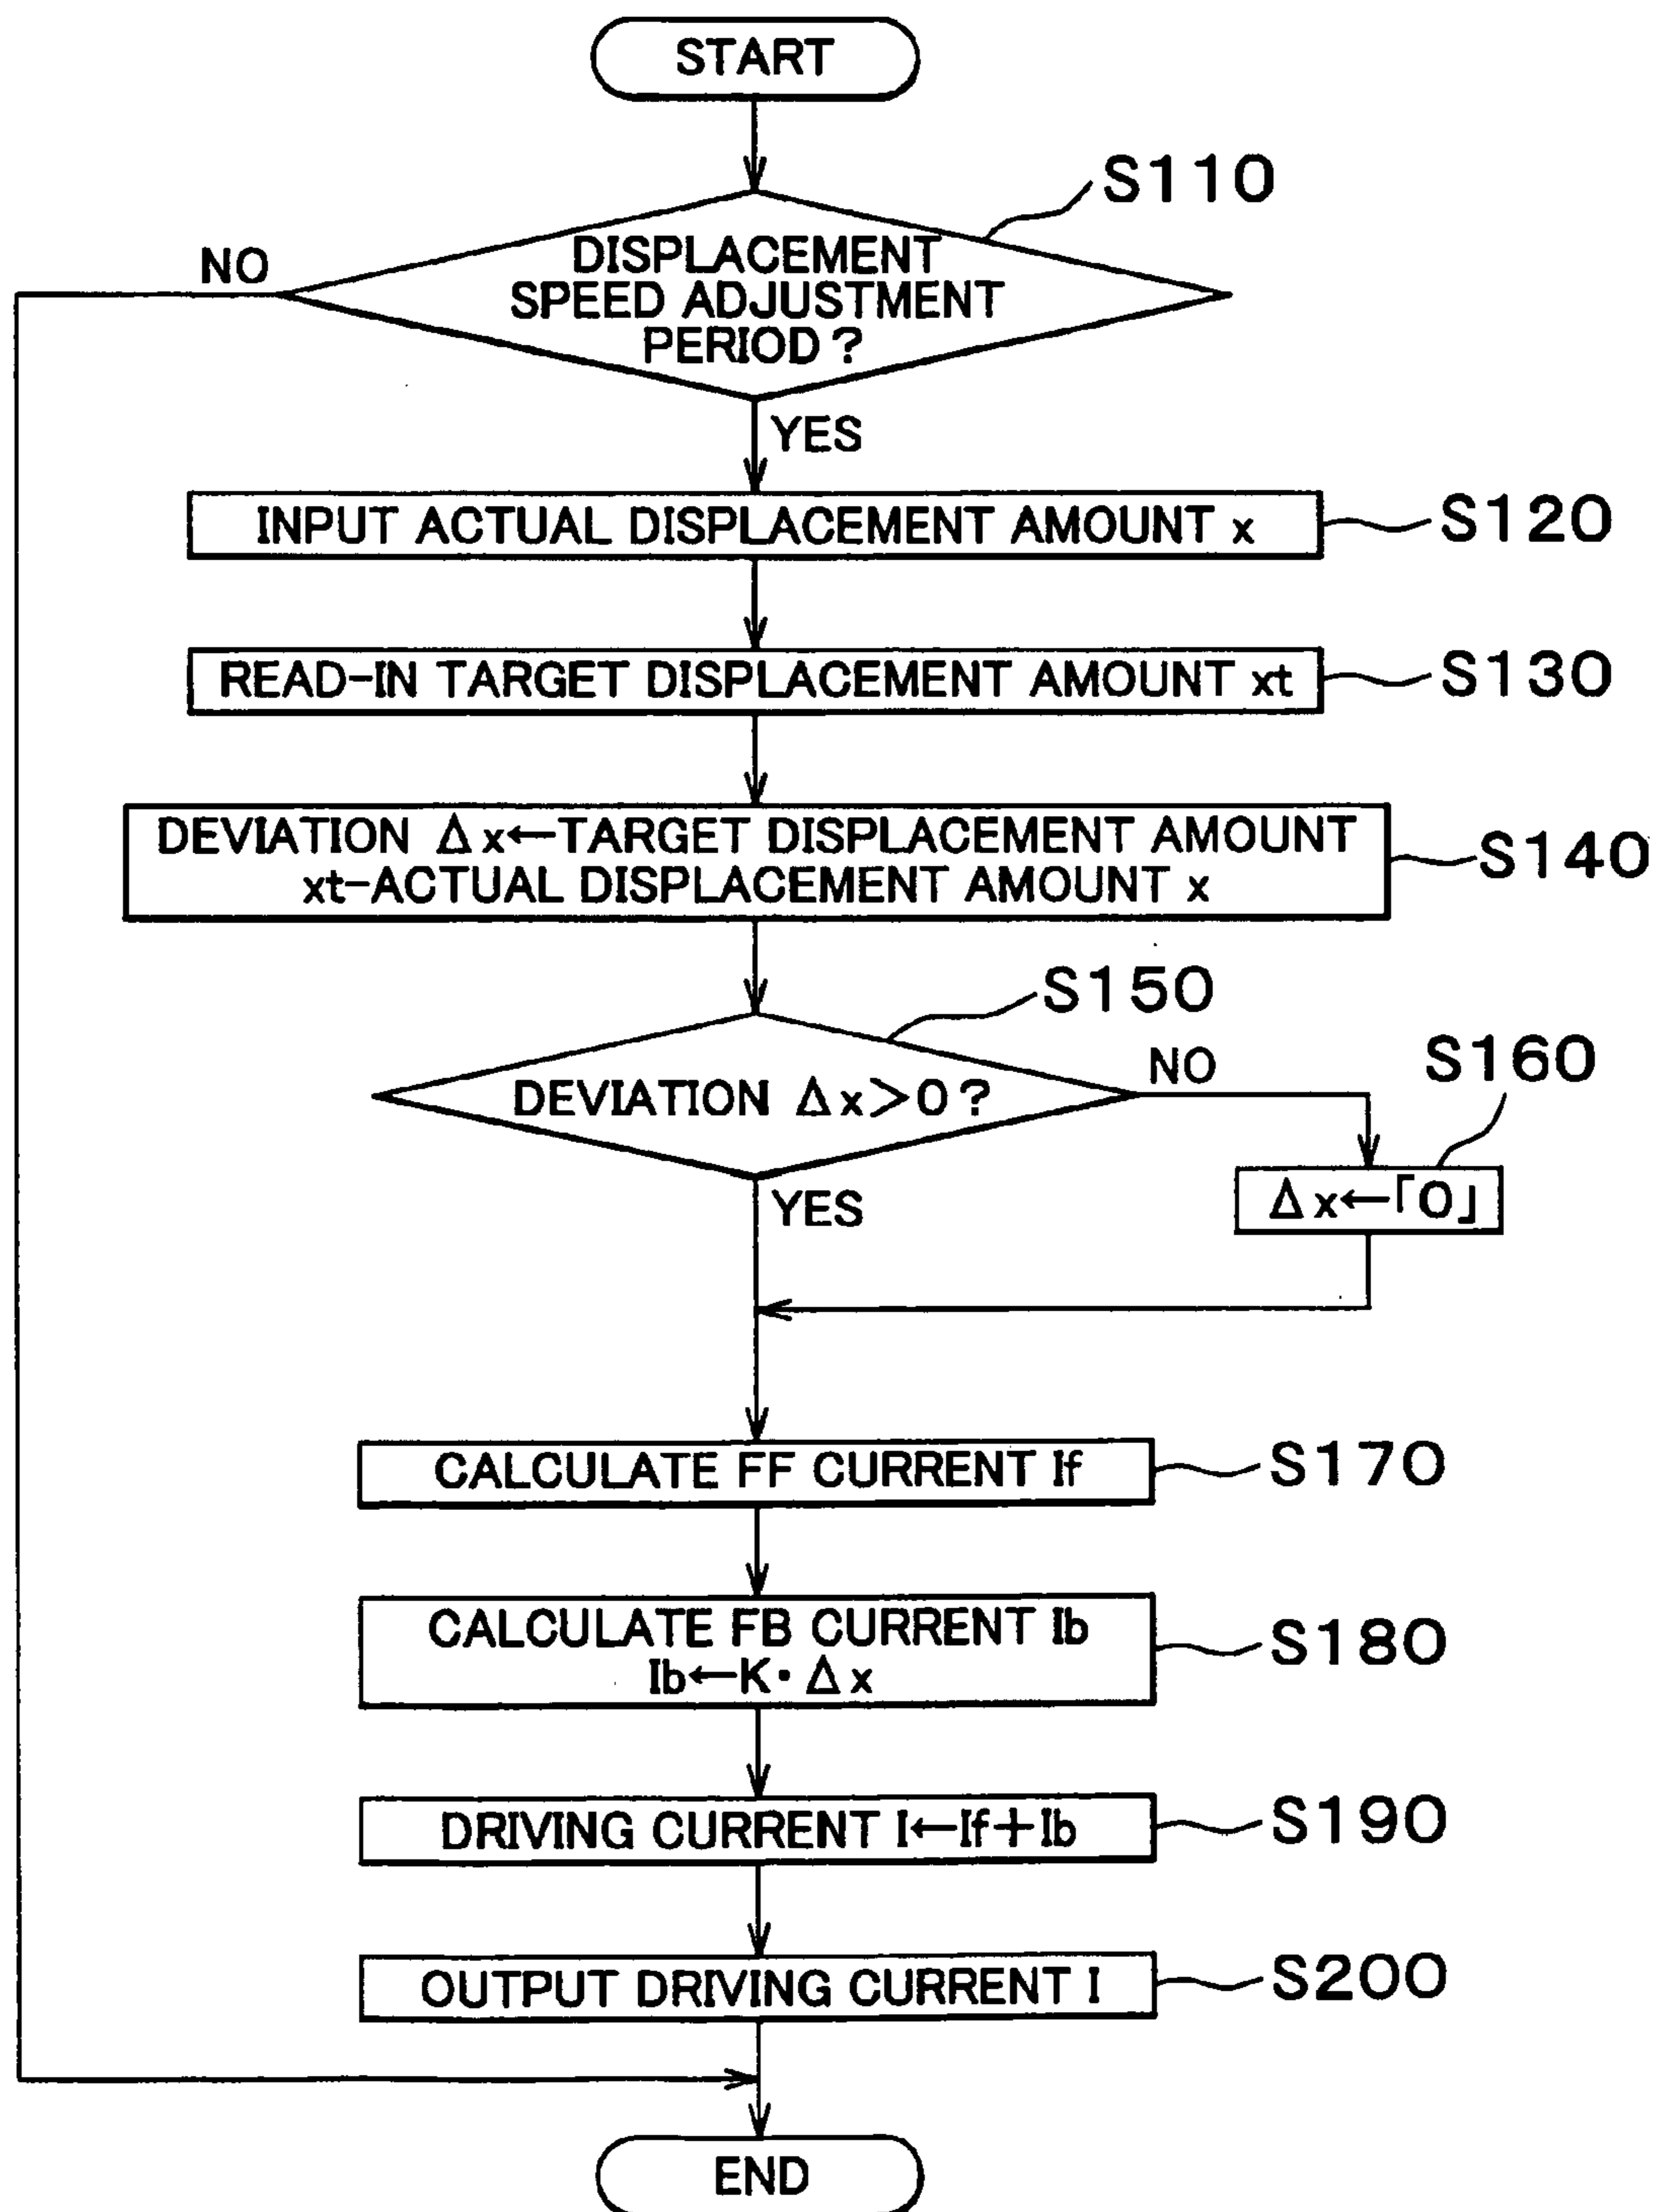 START
S110
NO
DISPLACEMENT
SPEED ADJUSTMENT
PERIOD?
YES
INPUT ACTUAL DISPLACEMENT AMOUNT x
S120
READ-IN TARGET DISPLACEMENT AMOUNT xt
S130
DEVIATION Δx←TARGET DISPLACEMENT AMOUNT
xt-ACTUAL DISPLACEMENT AMOUNT x
S140
S150
DEVIATION Δx>0?
NO
S160
YES
Δx←「0」
CALCULATE FF CURRENT If
S170
CALCULATE FB CURRENT Ib
Ib←K・Δx
S180
DRIVING CURRENT I←If+Ib
S190
OUTPUT DRIVING CURRENT I
S200
END